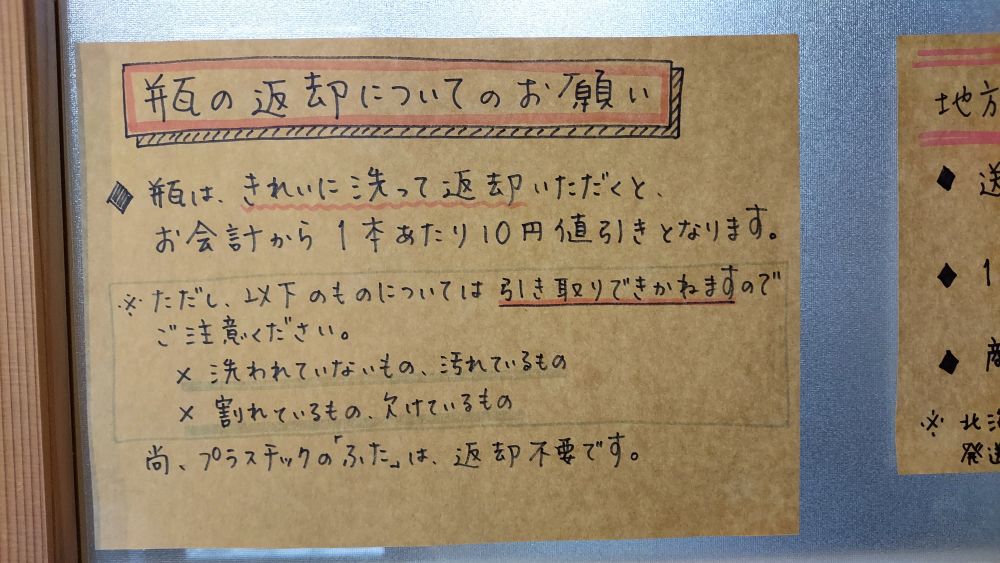 瓶の返却についてのお願い
◆ 瓶は、きれいに洗って返却いただくと、
お会計から1本あたり10円値引きとなります。
※ ただし、以下のものについては引き取りできかねますので
ご注意ください。
× 洗われていないもの、汚れているもの
× 割れているもの、欠けているもの
尚、プラスチックの「ふた」は、返却不要です。
地方
◆ 送
◆ 1
◆
※ 北海
発送